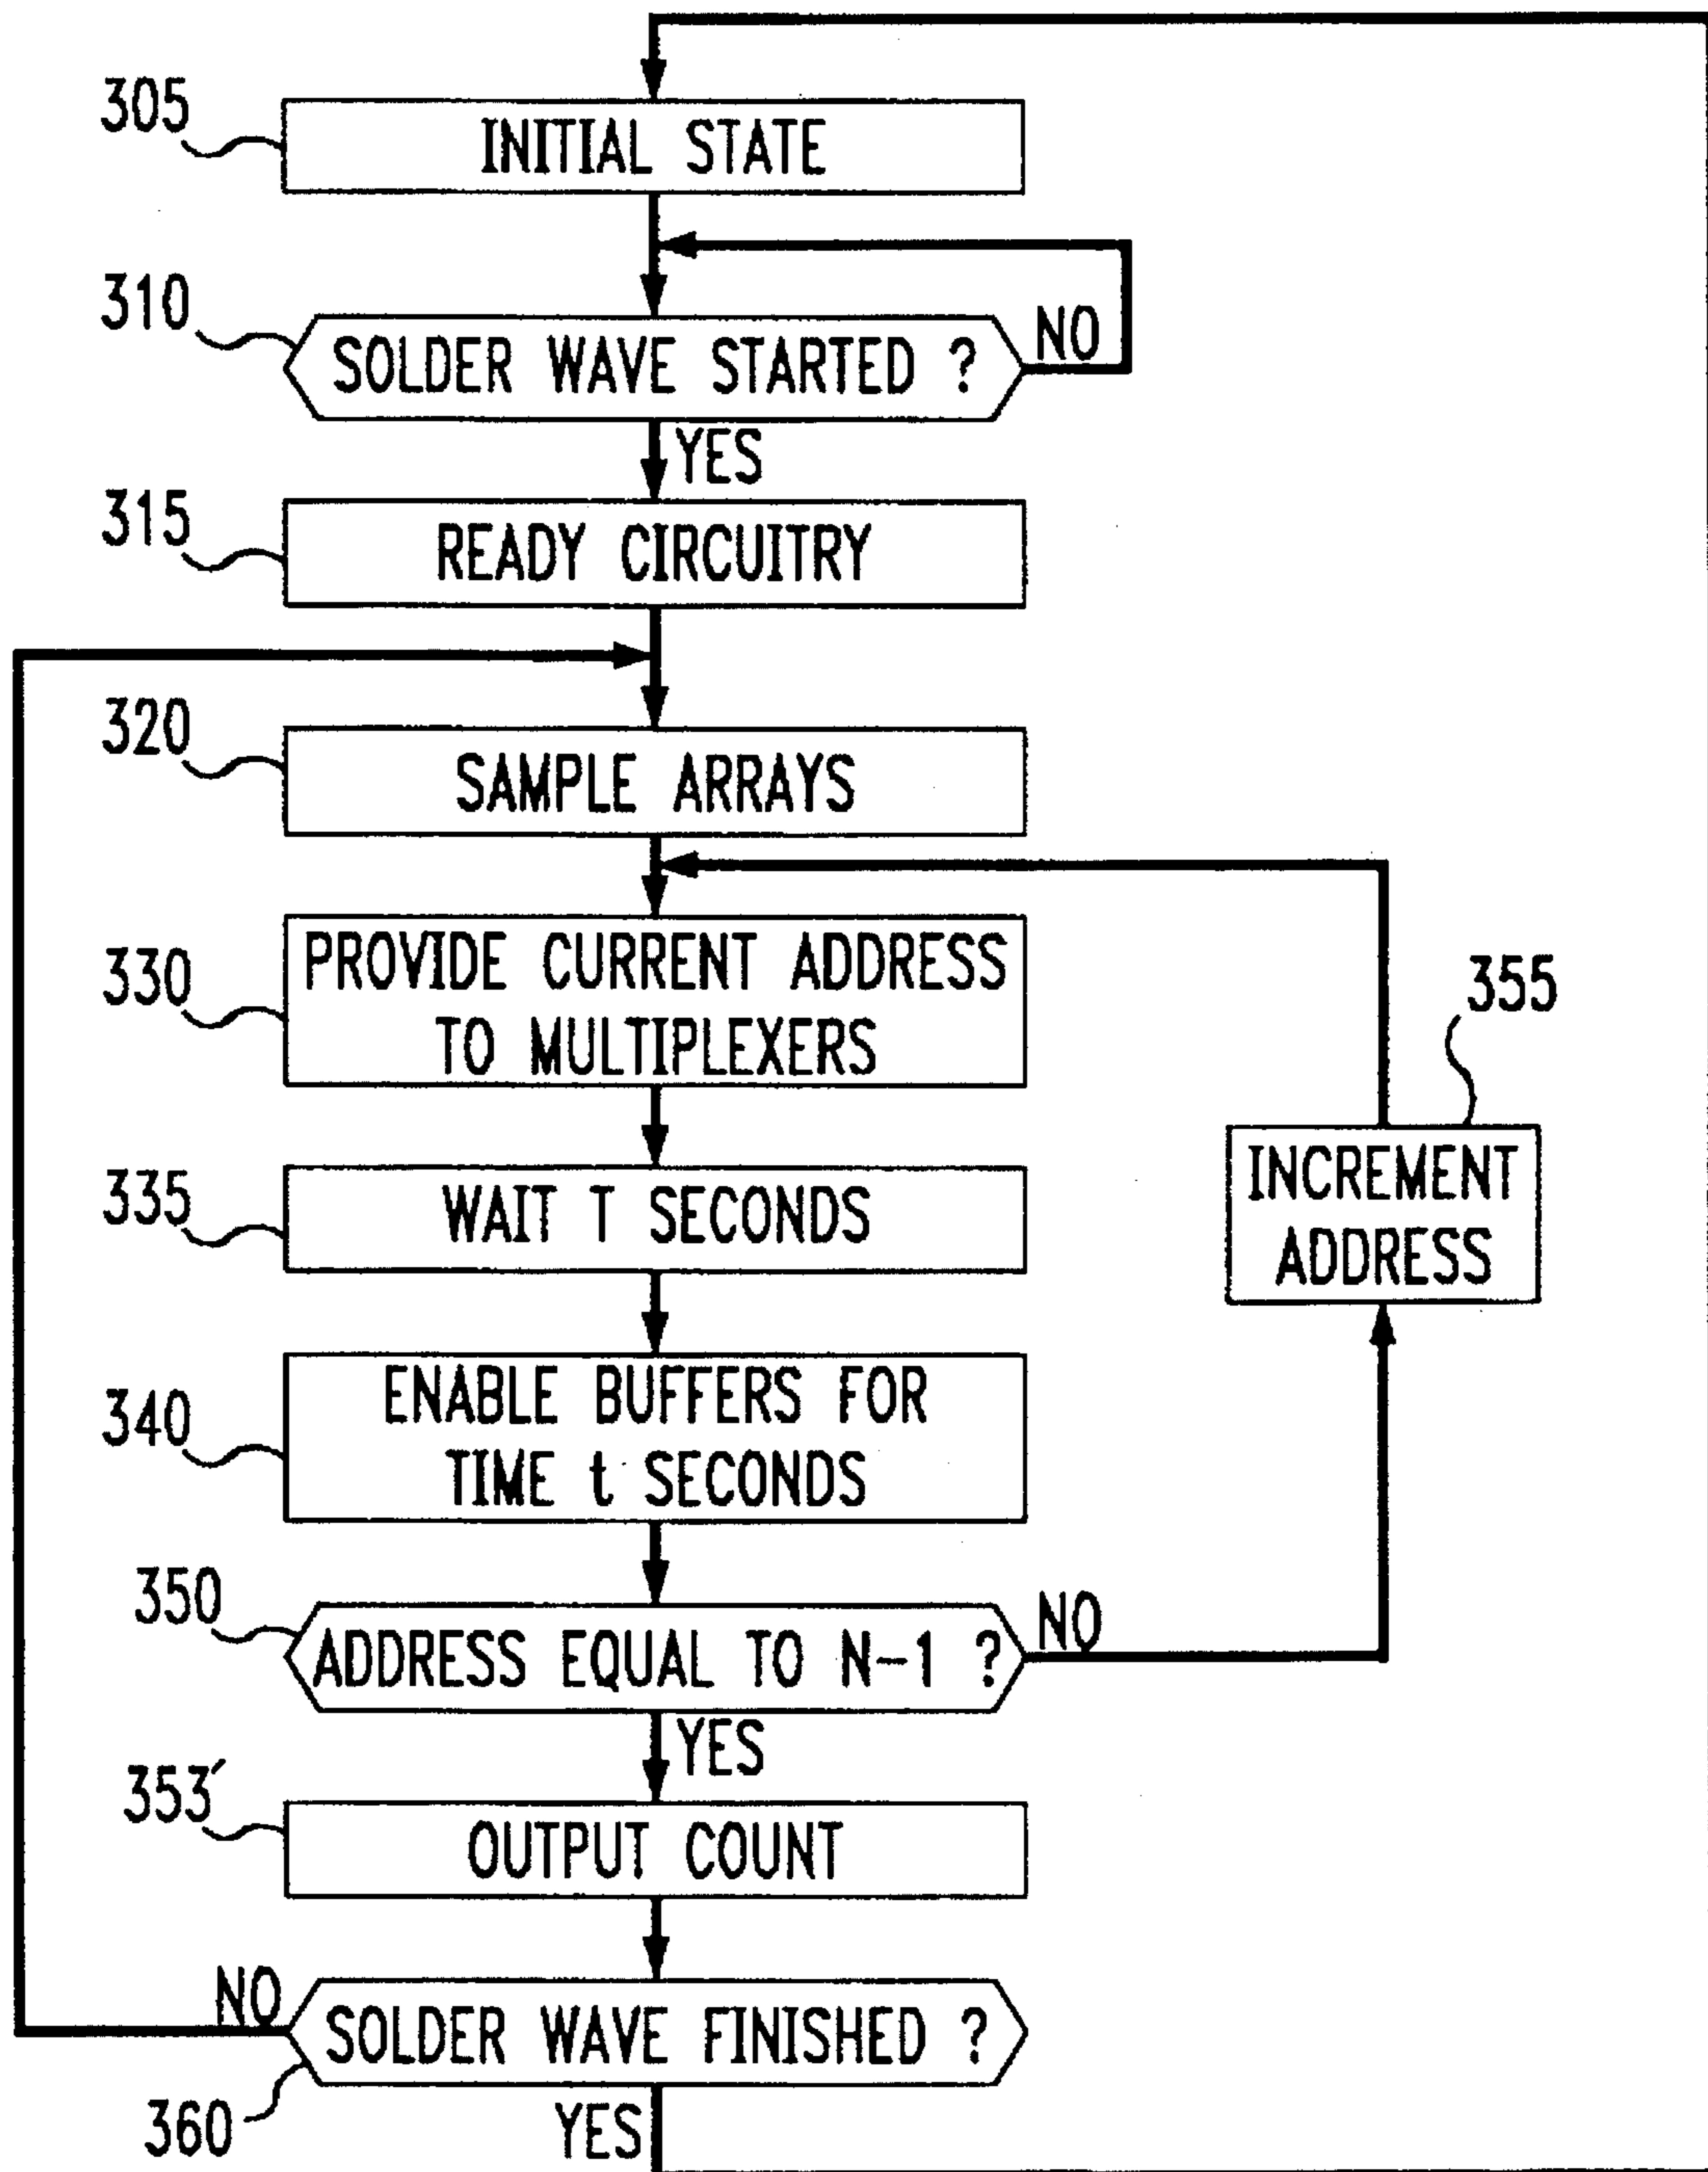 305
INITIAL STATE
310
SOLDER WAVE STARTED ?
NO
YES
315
READY CIRCUITRY
320
SAMPLE ARRAYS
330
PROVIDE CURRENT ADDRESS
TO MULTIPLEXERS
355
INCREMENT
ADDRESS
335
WAIT T SECONDS
340
ENABLE BUFFERS FOR
TIME t SECONDS
350
ADDRESS EQUAL TO N-1 ?
NO
YES
353'
OUTPUT COUNT
NO
SOLDER WAVE FINISHED ?
360
YES